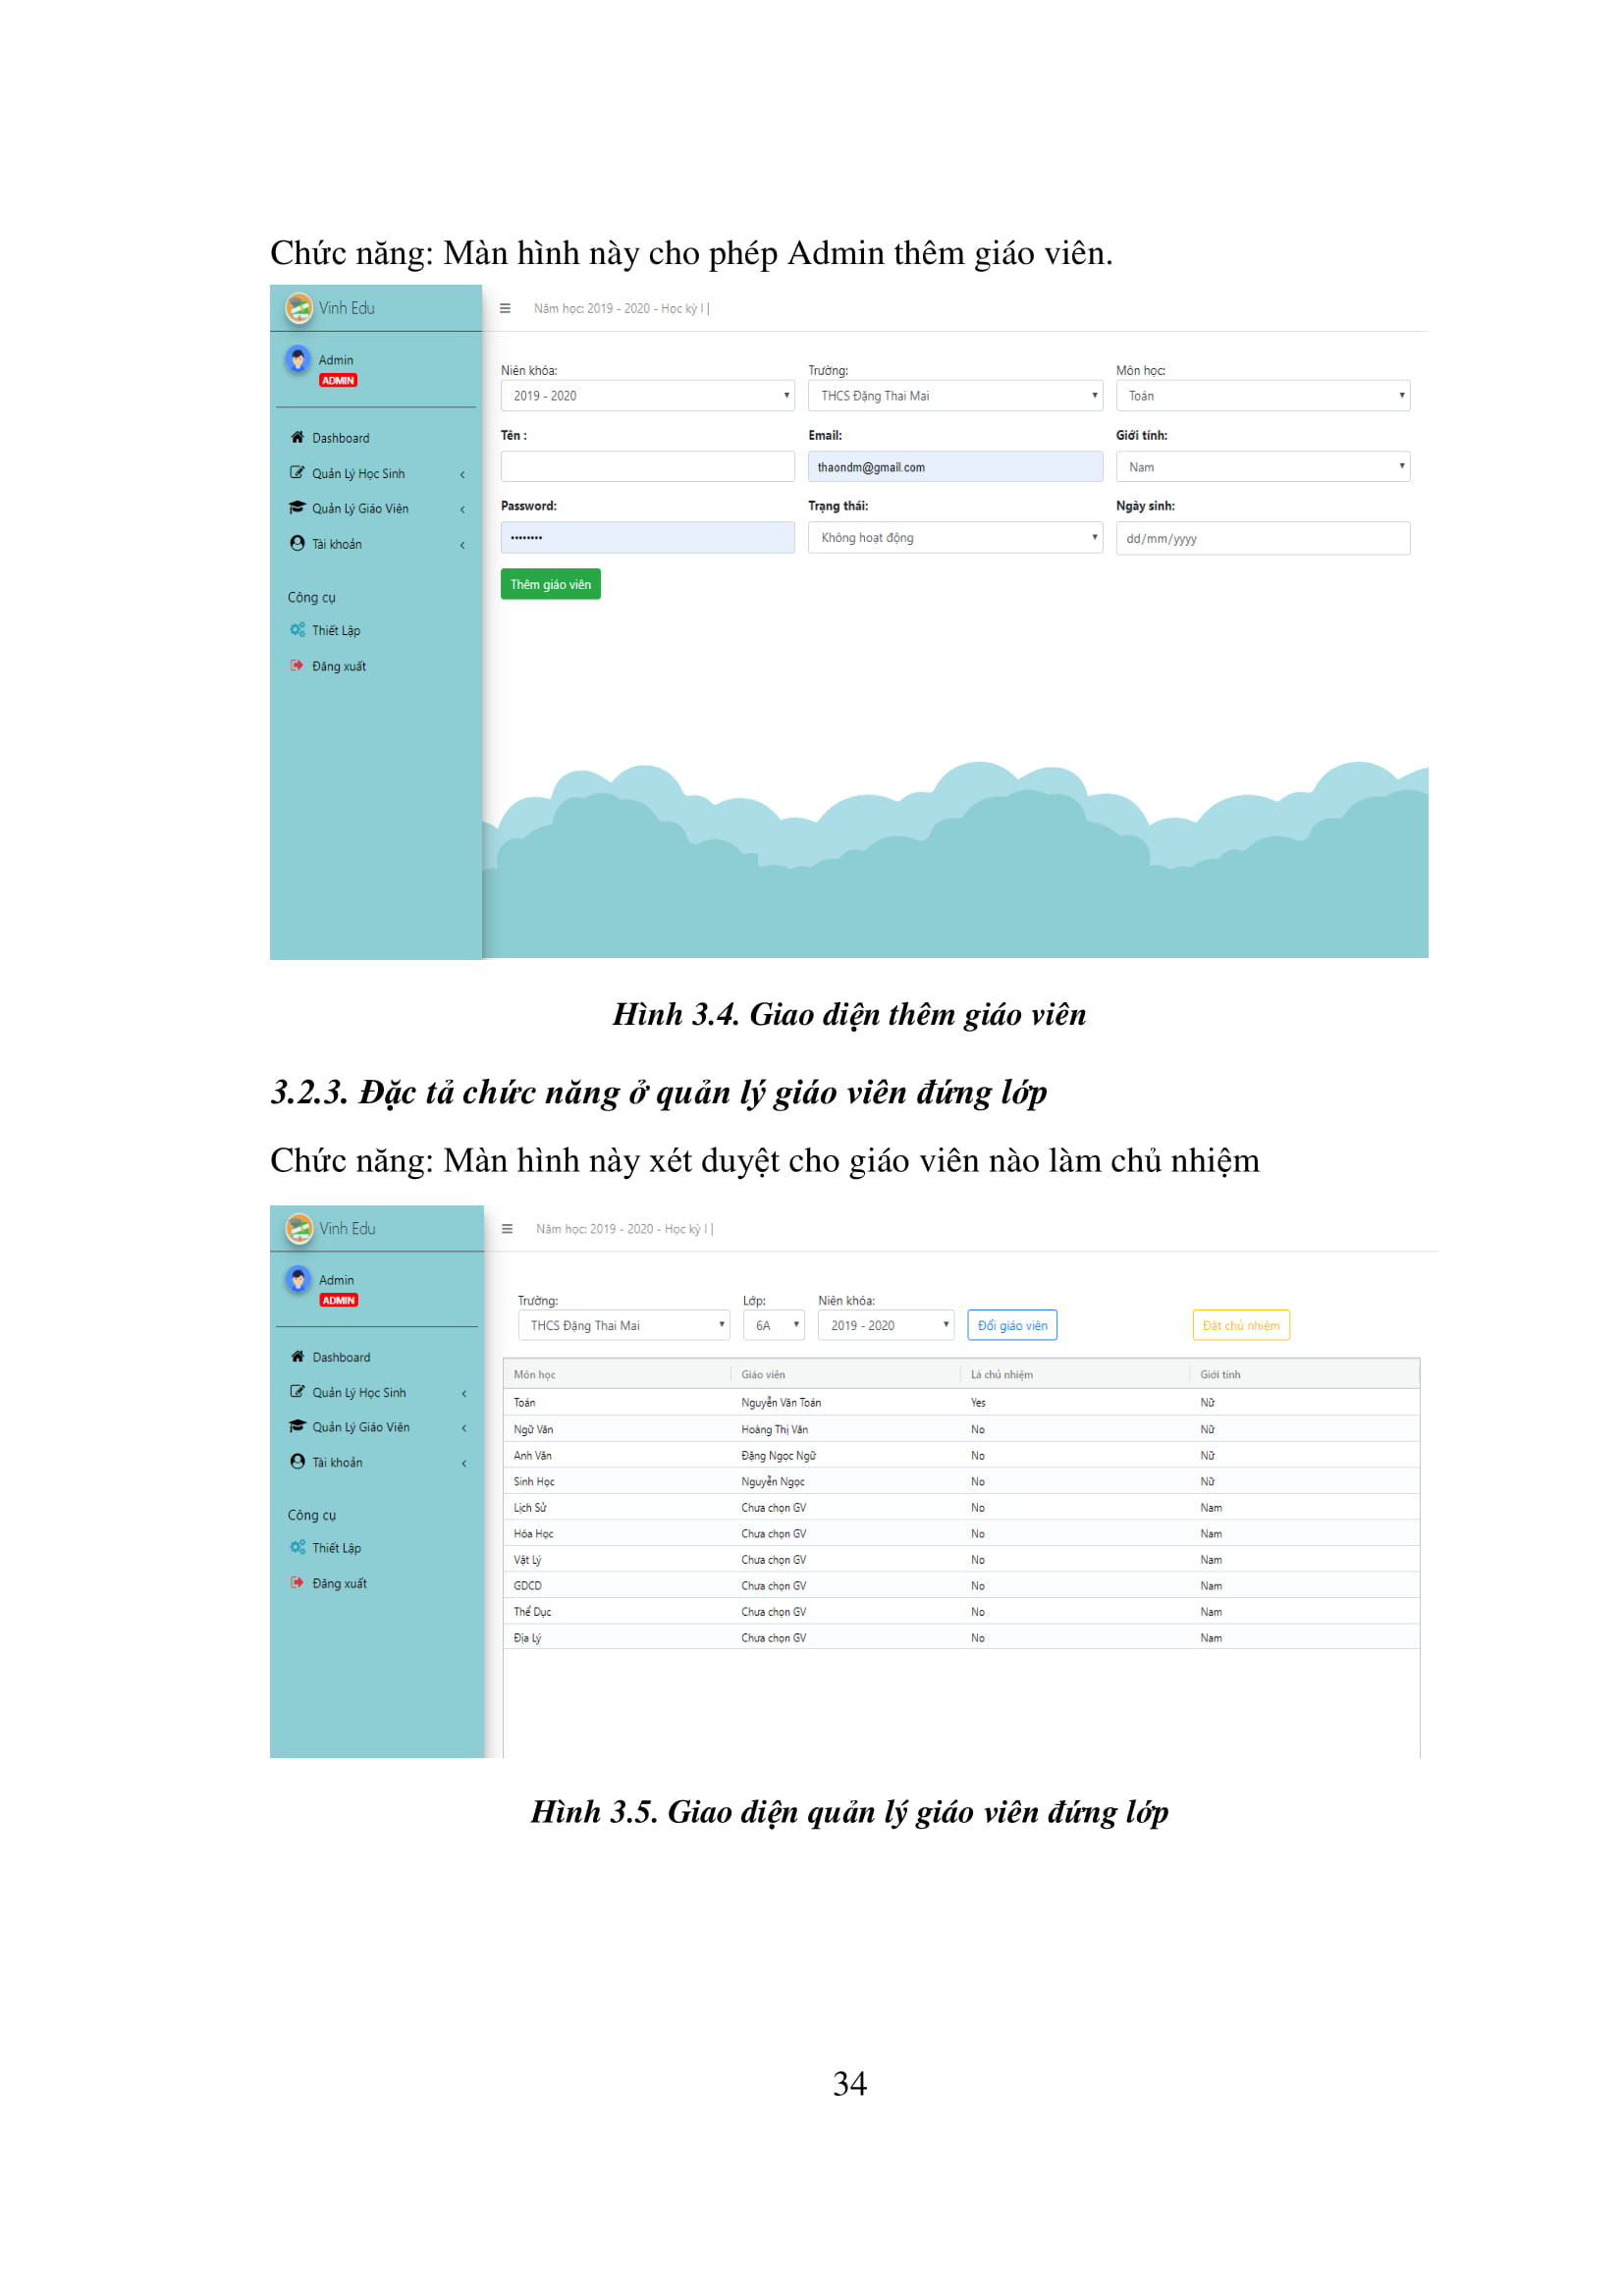 Chức năng: Màn hình này cho phép Admin thêm giáo viên.
Vinh Edu
Năm học: 2019 - 2020 - Học kỳ I |
Admin
ADMIN
Dashboard
Quản Lý Học Sinh
Quản Lý Giáo Viên
Tài khoản
Công cụ
Thiết Lập
Đăng xuất
Niên khóa: Trường: Môn học:
2019 - 2020 THCS Đặng Thai Mai Toán
Tên : Email: Giới tính:
thaondm@gmail.com Nam
Password: Trạng thái: Ngày sinh:
•••••••• Không hoạt động dd/mm/yyyy
Thêm giáo viên
Hình 3.4. Giao diện thêm giáo viên
3.2.3. Đặc tả chức năng ở quản lý giáo viên đứng lớp
Chức năng: Màn hình này xét duyệt cho giáo viên nào làm chủ nhiệm
Vinh Edu
Năm học: 2019 - 2020 - Học kỳ I |
Admin
ADMIN
Dashboard
Quản Lý Học Sinh
Quản Lý Giáo Viên
Tài khoản
Công cụ
Thiết Lập
Đăng xuất
Trường: Lớp: Niên khóa:
THCS Đặng Thai Mai 6A 2019 - 2020 Đổi giáo viên Đặt chủ nhiệm
Môn học Giáo viên Là chủ nhiệm Giới tính
Toán Nguyễn Văn Toán Yes Nữ
Ngữ Văn Hoàng Thị Vân No Nữ
Anh Văn Đặng Ngọc Ngữ No Nữ
Sinh Học Nguyễn Ngọc No Nữ
Lịch Sử Chưa chọn GV No Nam
Hóa Học Chưa chọn GV No Nam
Vật Lý Chưa chọn GV No Nam
GDCD Chưa chọn GV No Nam
Thể Dục Chưa chọn GV No Nam
Địa Lý Chưa chọn GV No Nam
Hình 3.5. Giao diện quản lý giáo viên đứng lớp
34